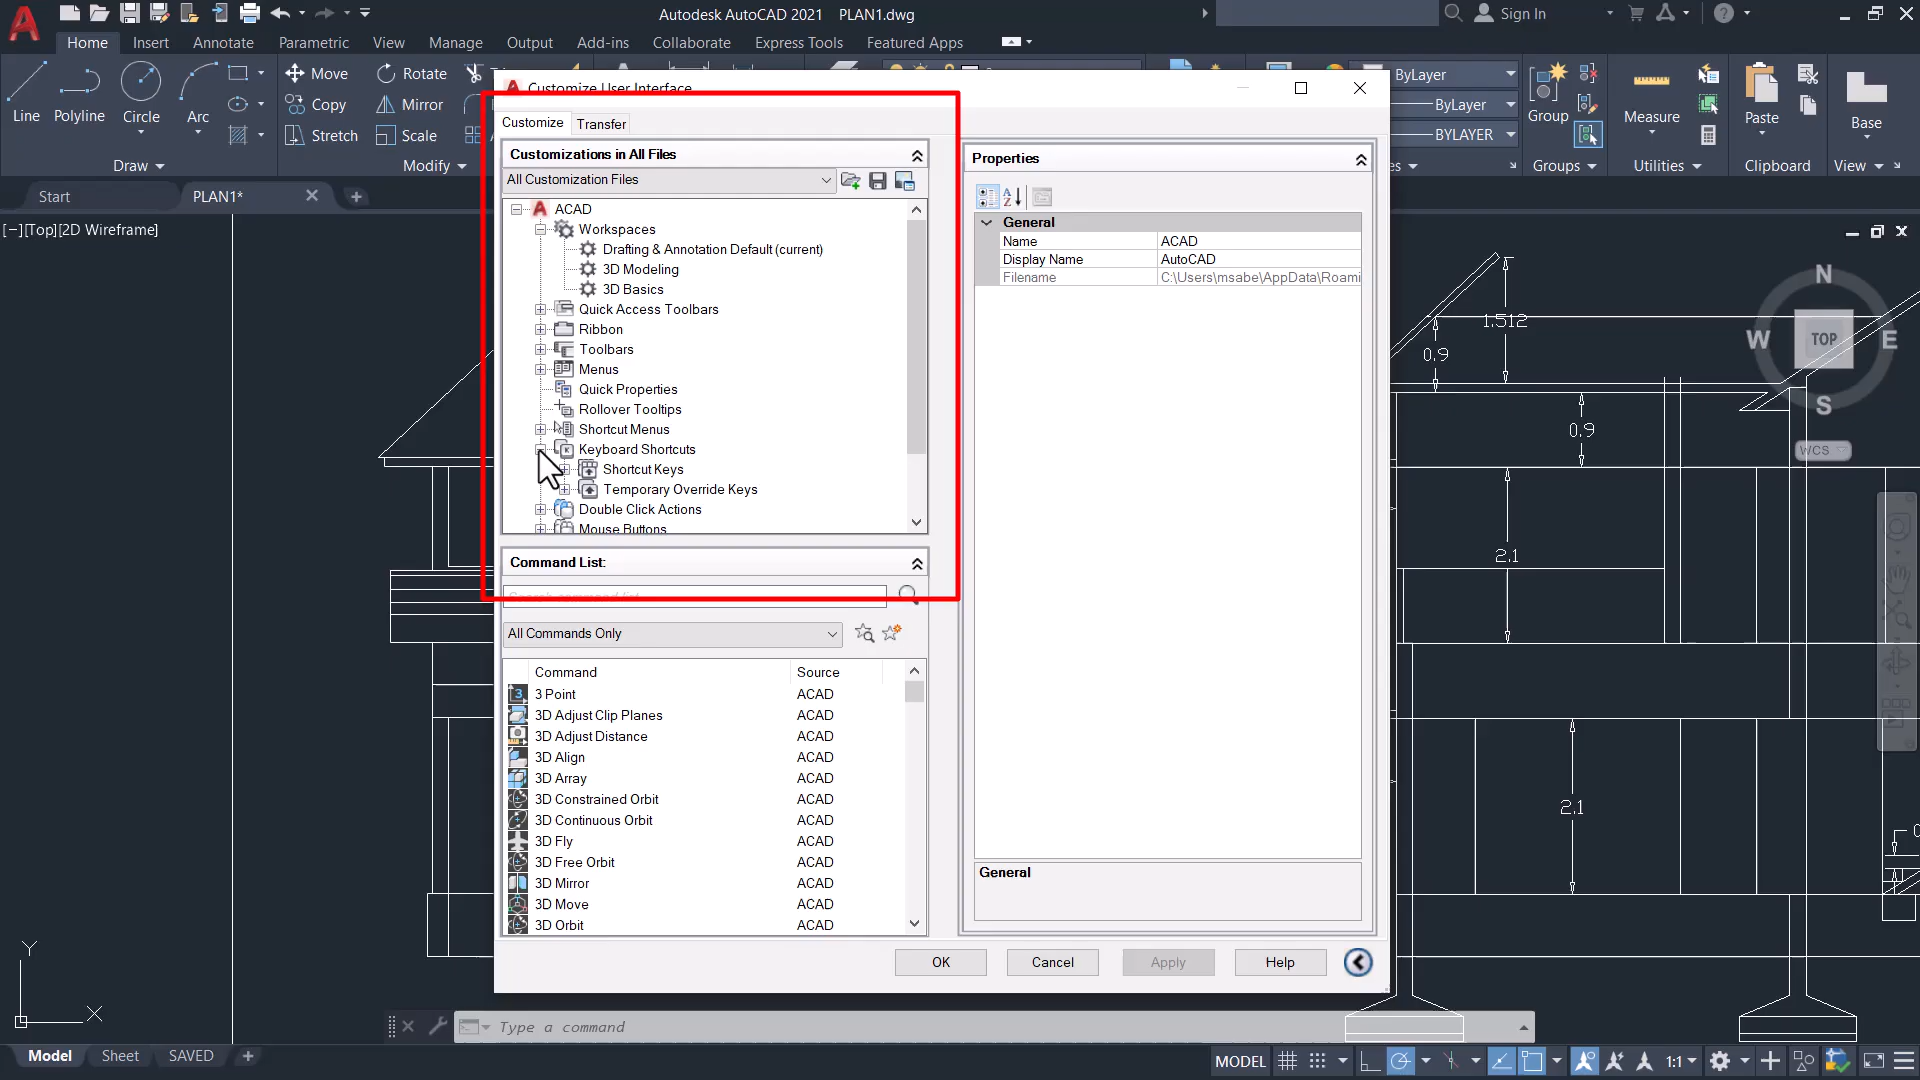 Autodesk AutoCAD 2021 PLAN1.dwg
Sign In
Home Insert Annotate Parametric View Manage Output Add-ins Collaborate Express Tools Featured Apps
Line Polyline Circle Arc
Move Rotate
Copy Mirror
Stretch Scale
Draw Modify
ByLayer
ByLayer
BYLAYER
Group Measure Paste Base
Groups Utilities Clipboard View
Start PLAN1*
[−][Top][2D Wireframe]
Customize User Interface
Customize Transfer
Customizations in All Files
All Customization Files
ACAD
Workspaces
Drafting & Annotation Default (current)
3D Modeling
3D Basics
Quick Access Toolbars
Ribbon
Toolbars
Menus
Quick Properties
Rollover Tooltips
Shortcut Menus
Keyboard Shortcuts
Shortcut Keys
Temporary Override Keys
Double Click Actions
Mouse Buttons
Command List:
Search command list
All Commands Only
Command Source
3 Point ACAD
3D Adjust Clip Planes ACAD
3D Adjust Distance ACAD
3D Align ACAD
3D Array ACAD
3D Constrained Orbit ACAD
3D Continuous Orbit ACAD
3D Fly ACAD
3D Free Orbit ACAD
3D Mirror ACAD
3D Move ACAD
3D Orbit ACAD
Properties
General
Name ACAD
Display Name AutoCAD
Filename C:\Users\msabe\AppData\Roami
General
OK Cancel Apply Help
1.512
0.9
0.9
2.1
2.1
N
W TOP E
S
WCS
Y
X
Type a command
Model Sheet SAVED
MODEL 1:1